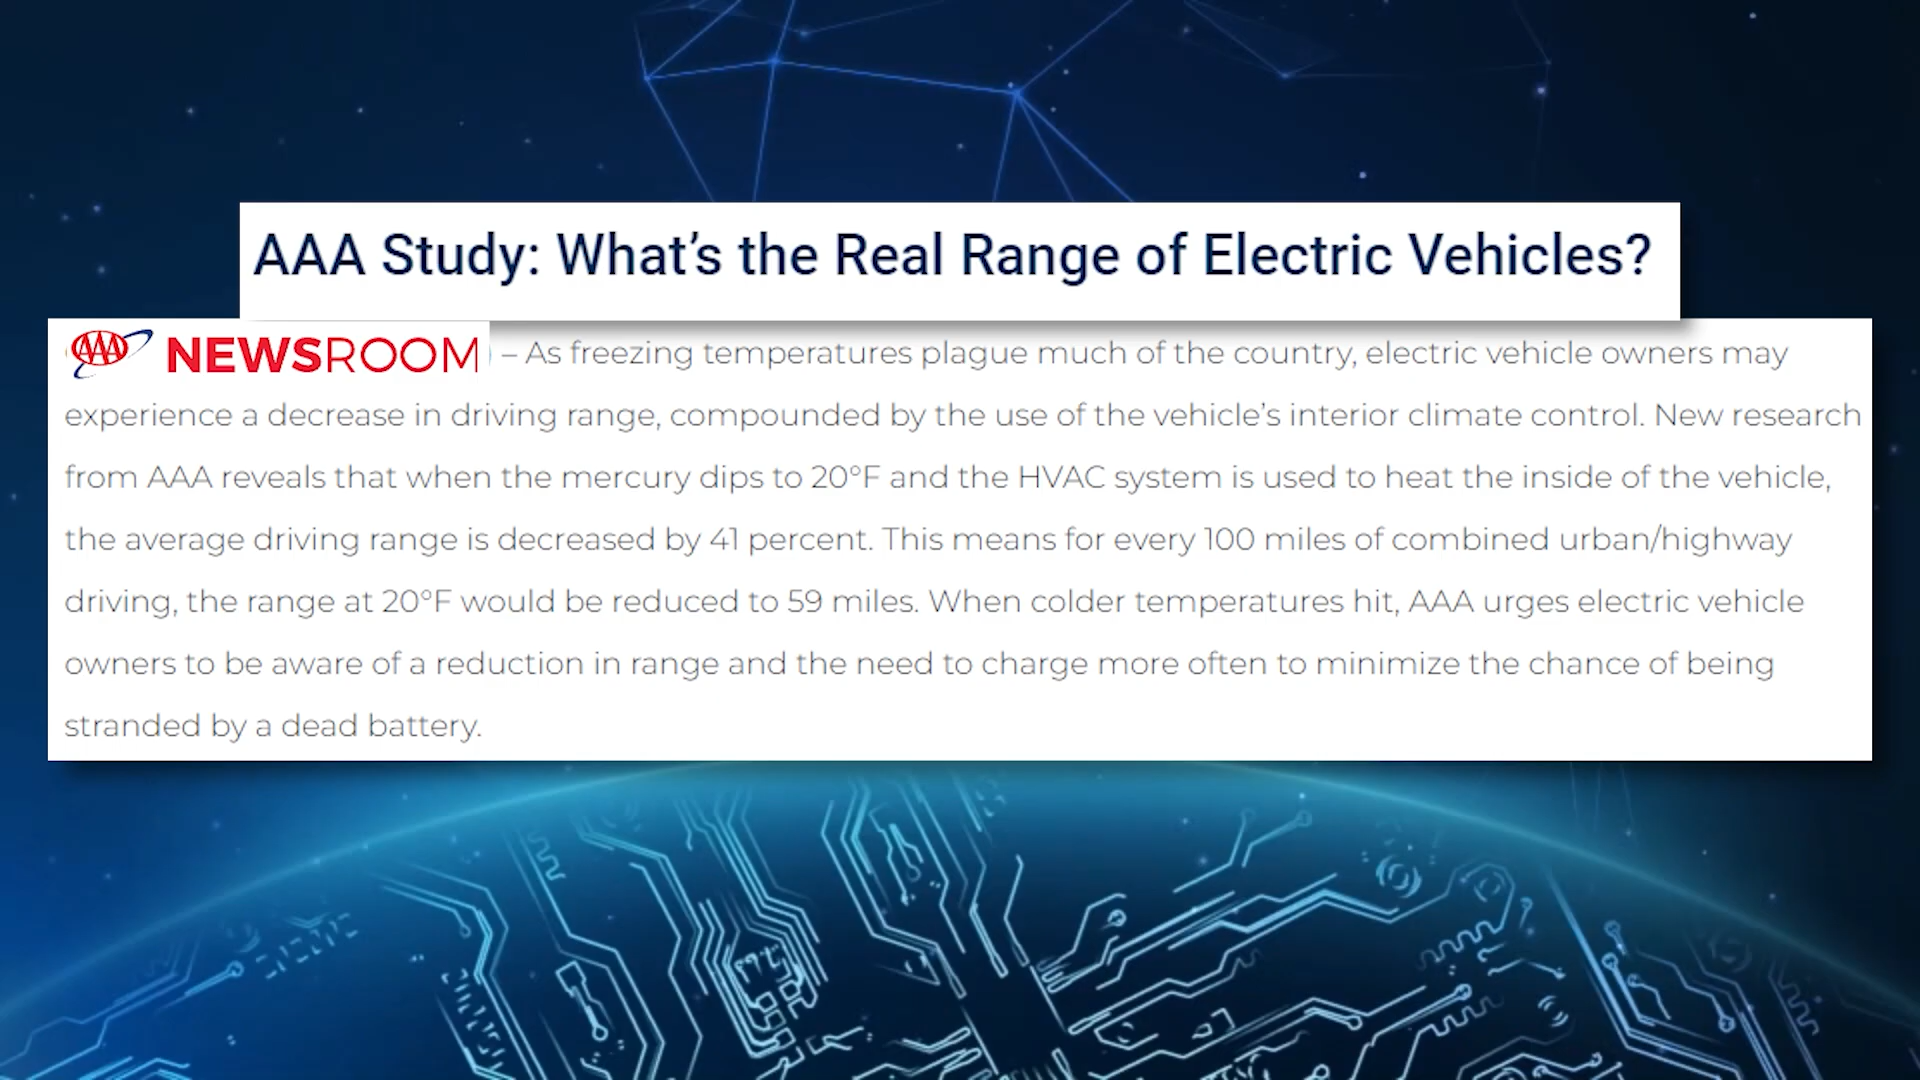 AAA Study: What's the Real Range of Electric Vehicles?
AAA NEWSROOM – As freezing temperatures plague much of the country, electric vehicle owners may
experience a decrease in driving range, compounded by the use of the vehicle's interior climate control. New research
from AAA reveals that when the mercury dips to 20°F and the HVAC system is used to heat the inside of the vehicle,
the average driving range is decreased by 41 percent. This means for every 100 miles of combined urban/highway
driving, the range at 20°F would be reduced to 59 miles. When colder temperatures hit, AAA urges electric vehicle
owners to be aware of a reduction in range and the need to charge more often to minimize the chance of being
stranded by a dead battery.